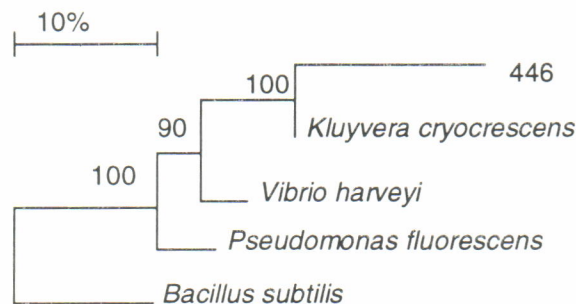 10%
446
100
Kluyvera cryocrescens
90
Vibrio harveyi
100
Pseudomonas fluorescens
Bacillus subtilis